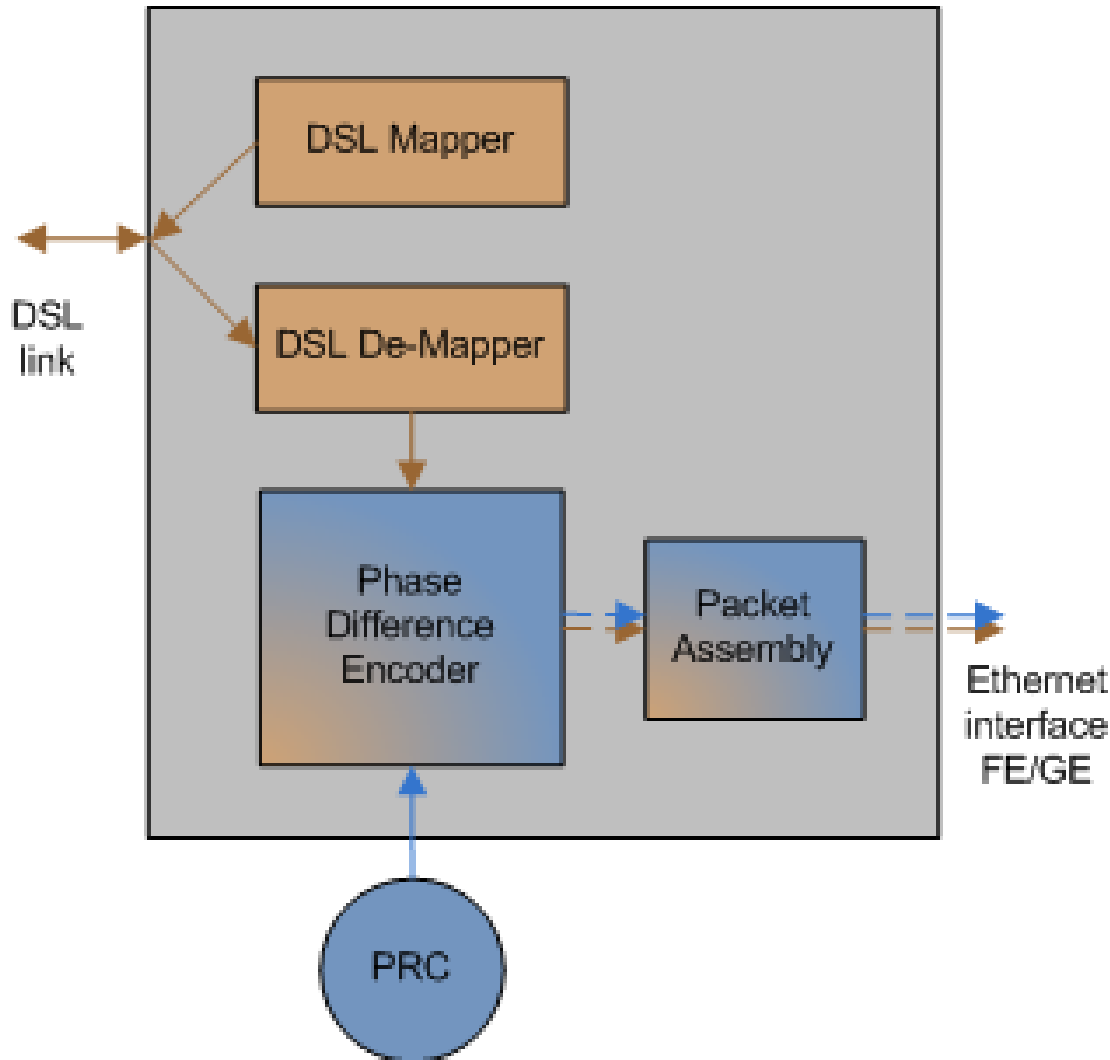 DSL Mapper
DSL
link
DSL De-Mapper
Phase
Difference
Encoder
Packet
Assembly
Ethernet
interface
FE/GE
PRC